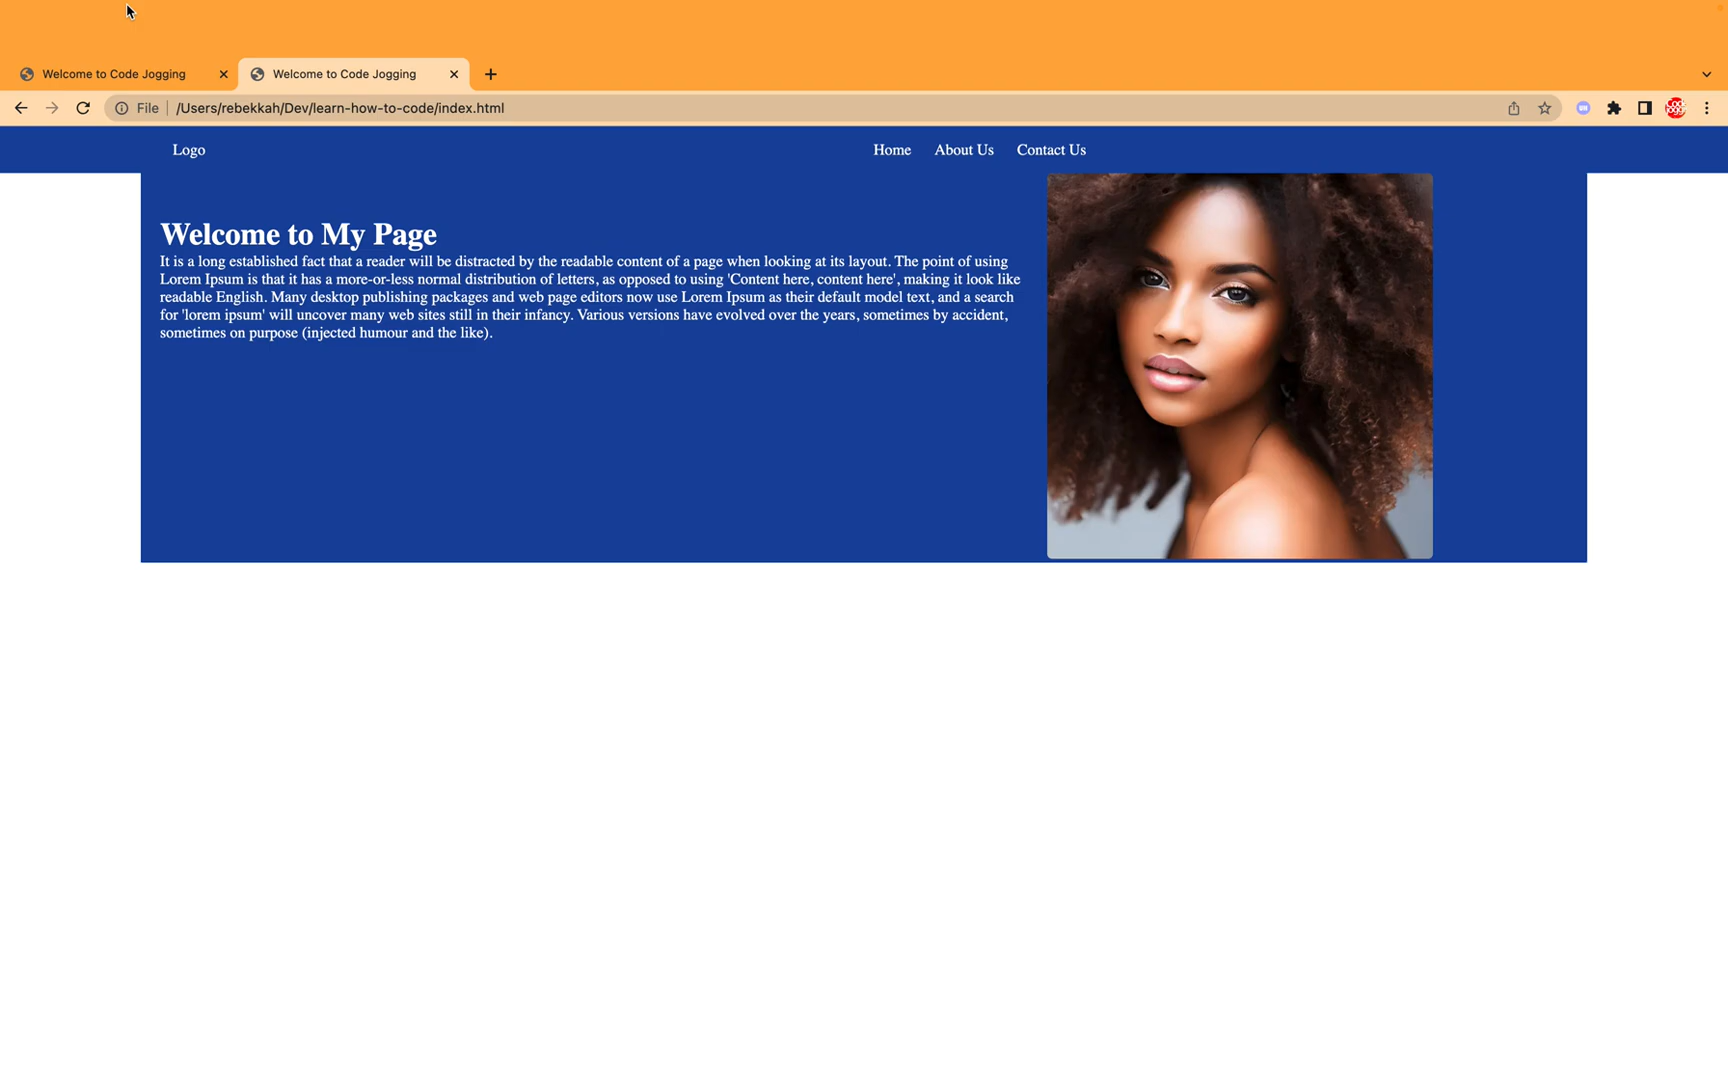 Welcome to Code Jogging
Welcome to Code Jogging
File /Users/rebekkah/Dev/learn-how-to-code/index.html
Logo
Home About Us Contact Us
Welcome to My Page
It is a long established fact that a reader will be distracted by the readable content of a page when looking at its layout. The point of using
Lorem Ipsum is that it has a more-or-less normal distribution of letters, as opposed to using 'Content here, content here', making it look like
readable English. Many desktop publishing packages and web page editors now use Lorem Ipsum as their default model text, and a search
for 'lorem ipsum' will uncover many web sites still in their infancy. Various versions have evolved over the years, sometimes by accident,
sometimes on purpose (injected humour and the like).